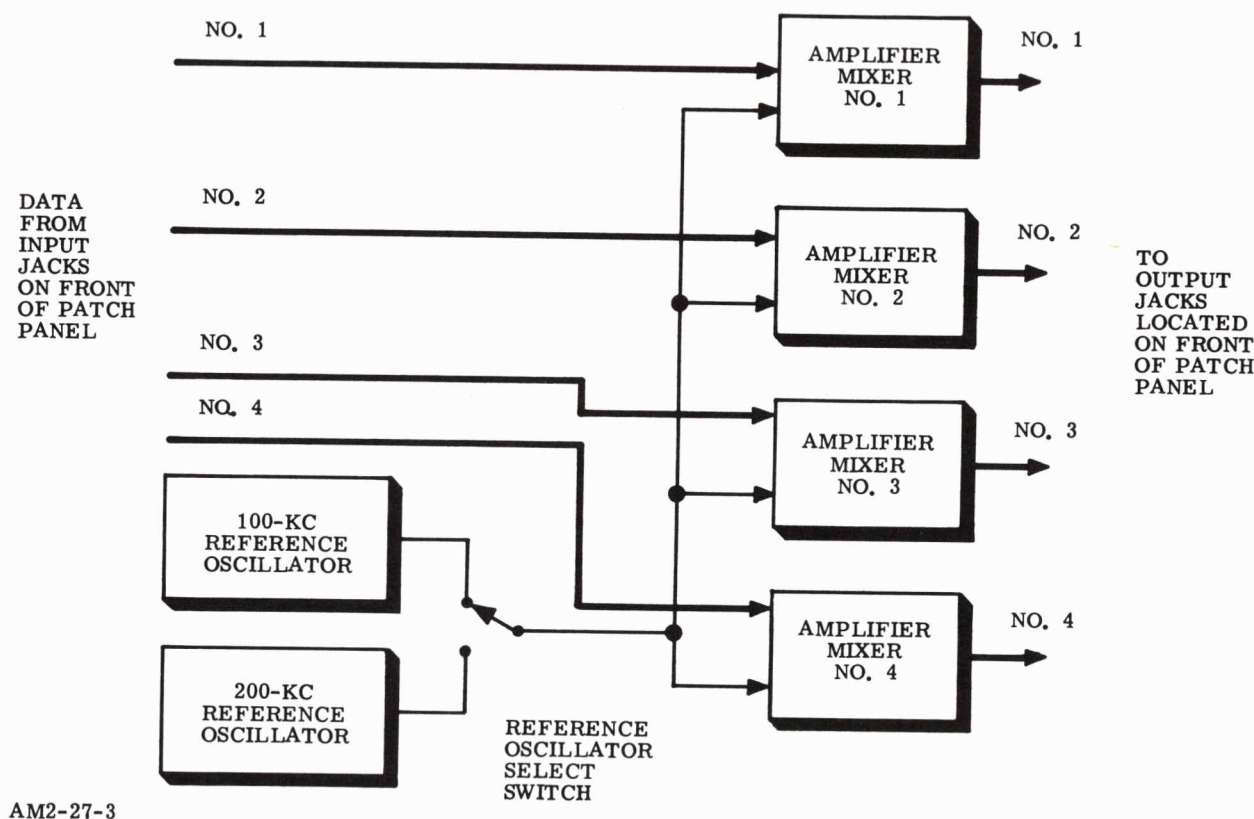 NO. 1
AMPLIFIER
MIXER
NO. 1
NO. 1
DATA
FROM
INPUT
JACKS
ON FRONT
OF PATCH
PANEL
NO. 2
AMPLIFIER
MIXER
NO. 2
NO. 2
TO
OUTPUT
JACKS
LOCATED
ON FRONT
OF PATCH
PANEL
NO. 3
AMPLIFIER
MIXER
NO. 3
NO. 3
NO. 4
100-KC
REFERENCE
OSCILLATOR
AMPLIFIER
MIXER
NO. 4
NO. 4
200-KC
REFERENCE
OSCILLATOR
REFERENCE
OSCILLATOR
SELECT
SWITCH
AM2-27-3